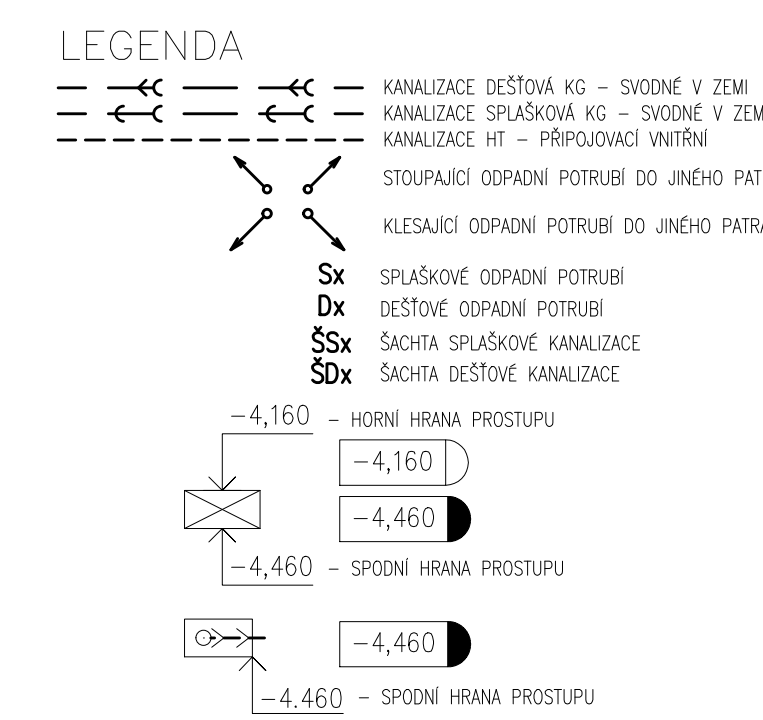 LEGENDA
KANALIZACE DEŠŤOVÁ KG – SVODNÉ V ZEMI
KANALIZACE SPLAŠKOVÁ KG – SVODNÉ V ZEM
KANALIZACE HT – PŘIPOJOVACÍ VNITŘNÍ
STOUPAJÍCÍ ODPADNÍ POTRUBÍ DO JINÉHO PAT
KLESAJÍCÍ ODPADNÍ POTRUBÍ DO JINÉHO PATRA
Sx SPLAŠKOVÉ ODPADNÍ POTRUBÍ
Dx DEŠŤOVÉ ODPADNÍ POTRUBÍ
ŠSx ŠACHTA SPLAŠKOVÉ KANALIZACE
ŠDx ŠACHTA DEŠŤOVÉ KANALIZACE
–4,160 – HORNÍ HRANA PROSTUPU
–4,160
–4,460
–4,460 – SPODNÍ HRANA PROSTUPU
–4,460
–4.460 – SPODNÍ HRANA PROSTUPU